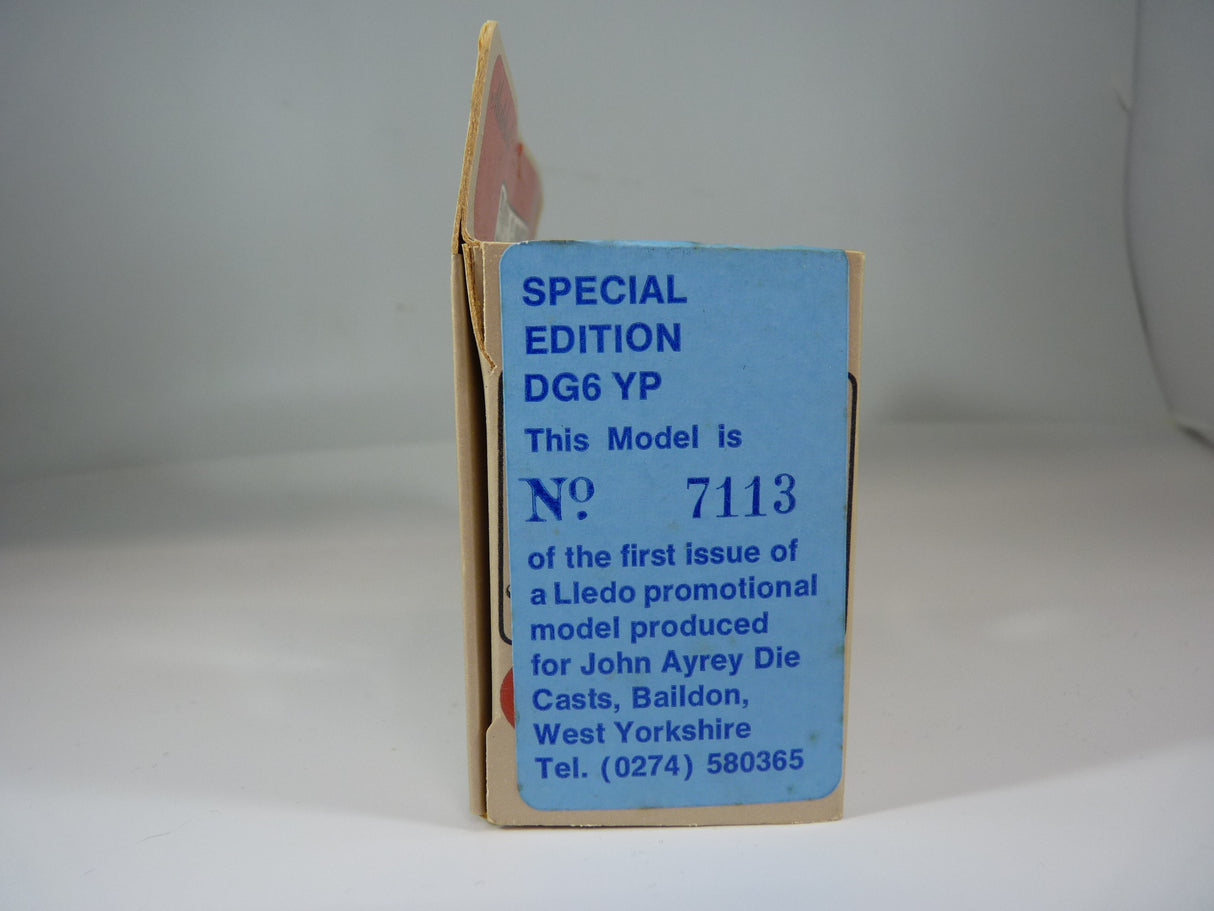 SPECIAL
EDITION
DG6 YP
This Model is
Nº. 7113
of the first issue of
a Lledo promotional
model produced
for John Ayrey Die
Casts, Baildon,
West Yorkshire
Tel. (0274) 580365